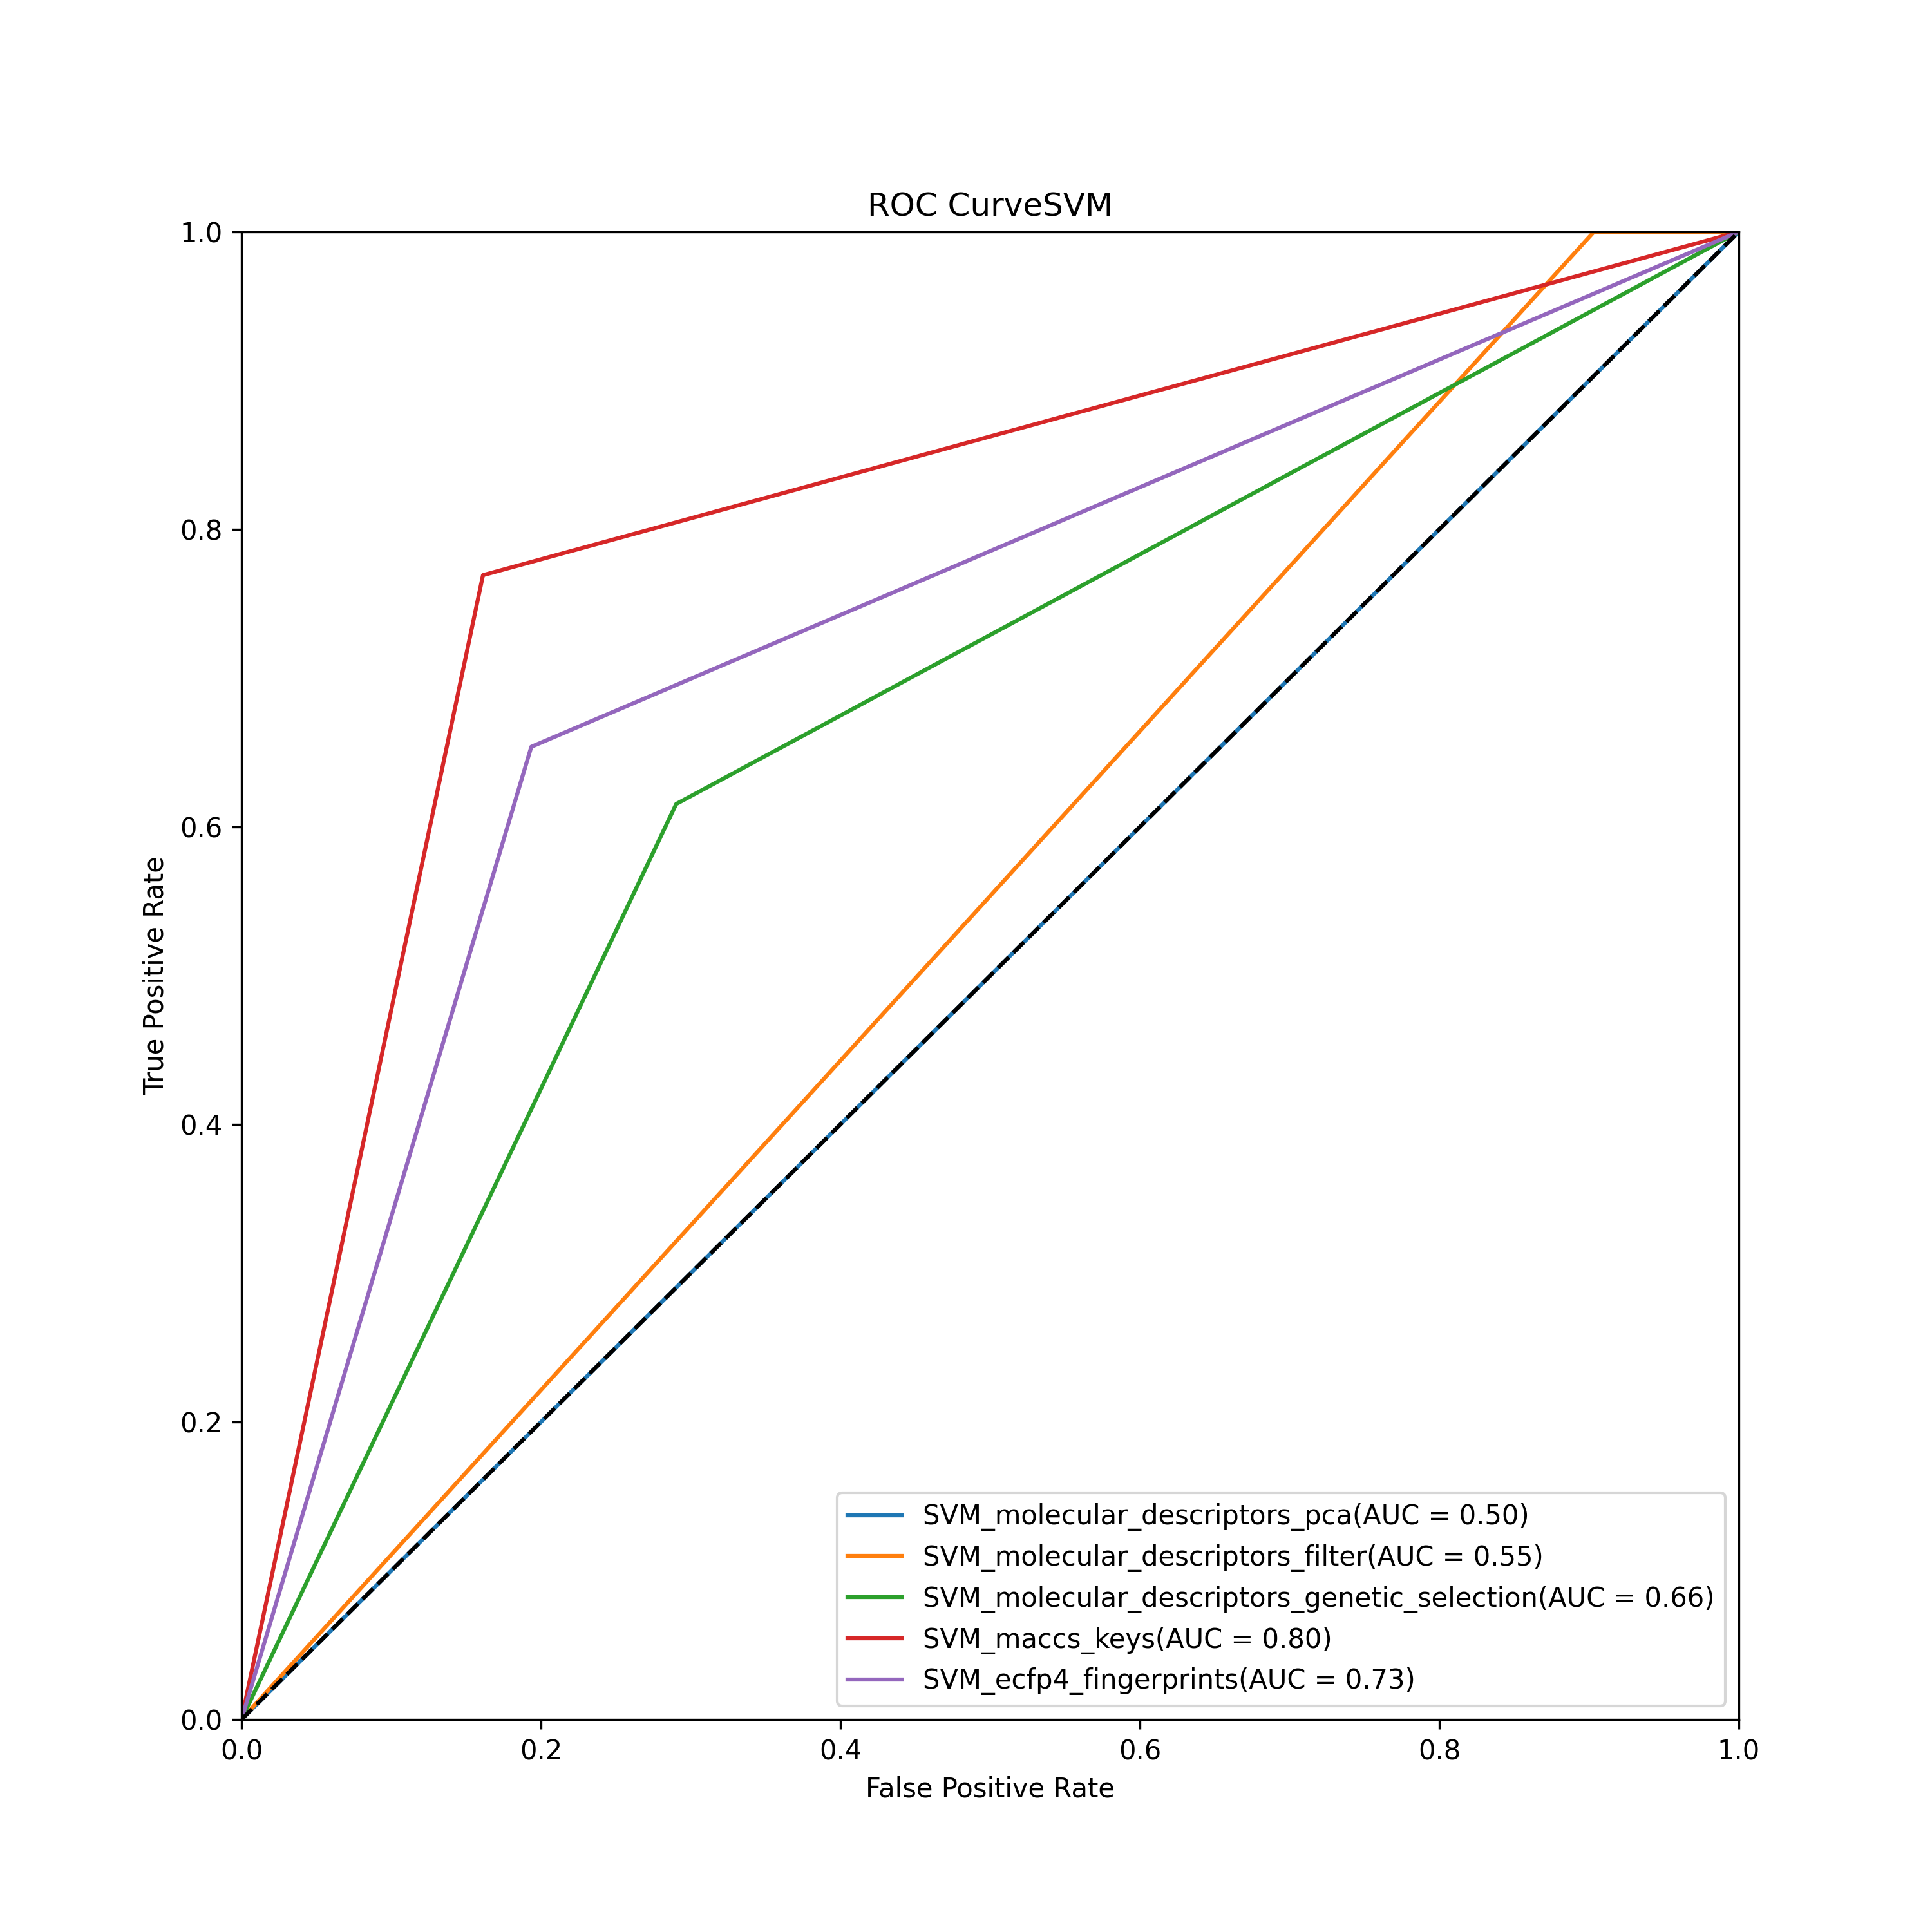 ROC CurveSVM
1.0
0.8
0.6
0.4
0.2
0.0
True Positive Rate
SVM_molecular_descriptors_pca(AUC = 0.50)
SVM_molecular_descriptors_filter(AUC = 0.55)
SVM_molecular_descriptors_genetic_selection(AUC = 0.66)
SVM_maccs_keys(AUC = 0.80)
SVM_ecfp4_fingerprints(AUC = 0.73)
0.0 0.2 0.4 0.6 0.8 1.0
False Positive Rate